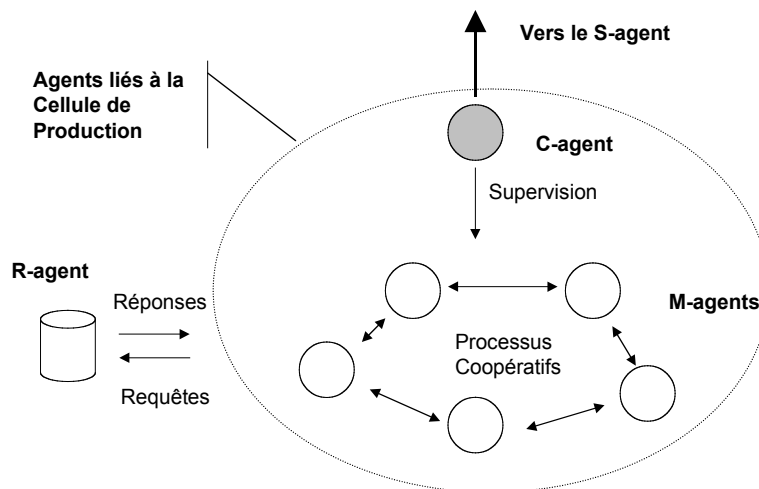 Vers le S-agent
Agents liés à la
Cellule de
Production
C-agent
Supervision
R-agent
Réponses
M-agents
Processus
Coopératifs
Requêtes